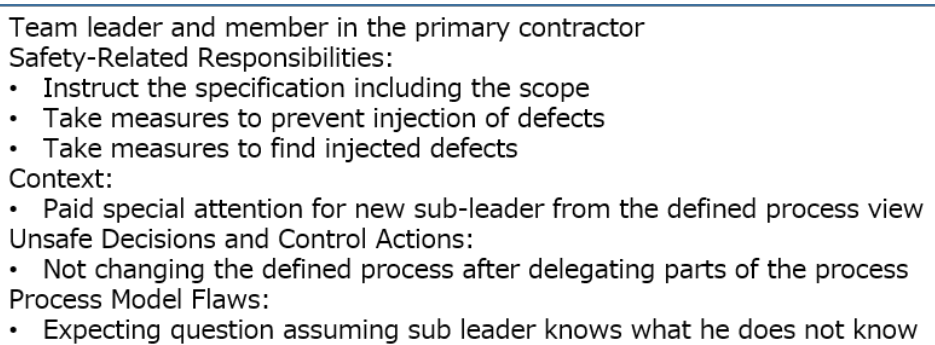 Team leader and member in the primary contractor
Safety-Related Responsibilities:
• Instruct the specification including the scope
• Take measures to prevent injection of defects
• Take measures to find injected defects
Context:
• Paid special attention for new sub-leader from the defined process view
Unsafe Decisions and Control Actions:
• Not changing the defined process after delegating parts of the process
Process Model Flaws:
• Expecting question assuming sub leader knows what he does not know